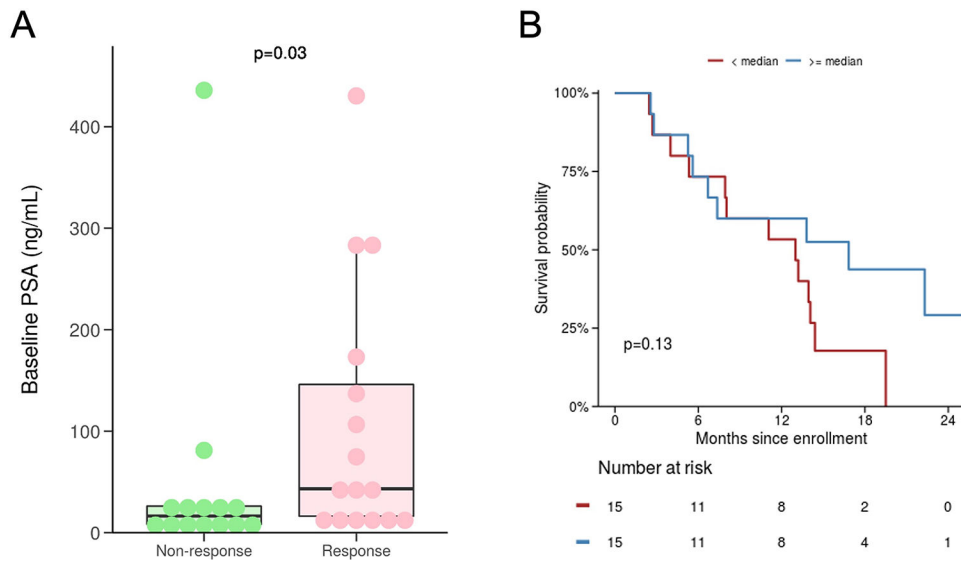 A
p=0.03
Baseline PSA (ng/mL)
400
300
200
100
0
Non-response
Response
B
< median
>= median
Survival probability
100%
75%
50%
25%
0%
p=0.13
0 6 12 18 24
Months since enrollment
Number at risk
15 11 8 2 0
15 11 8 4 1